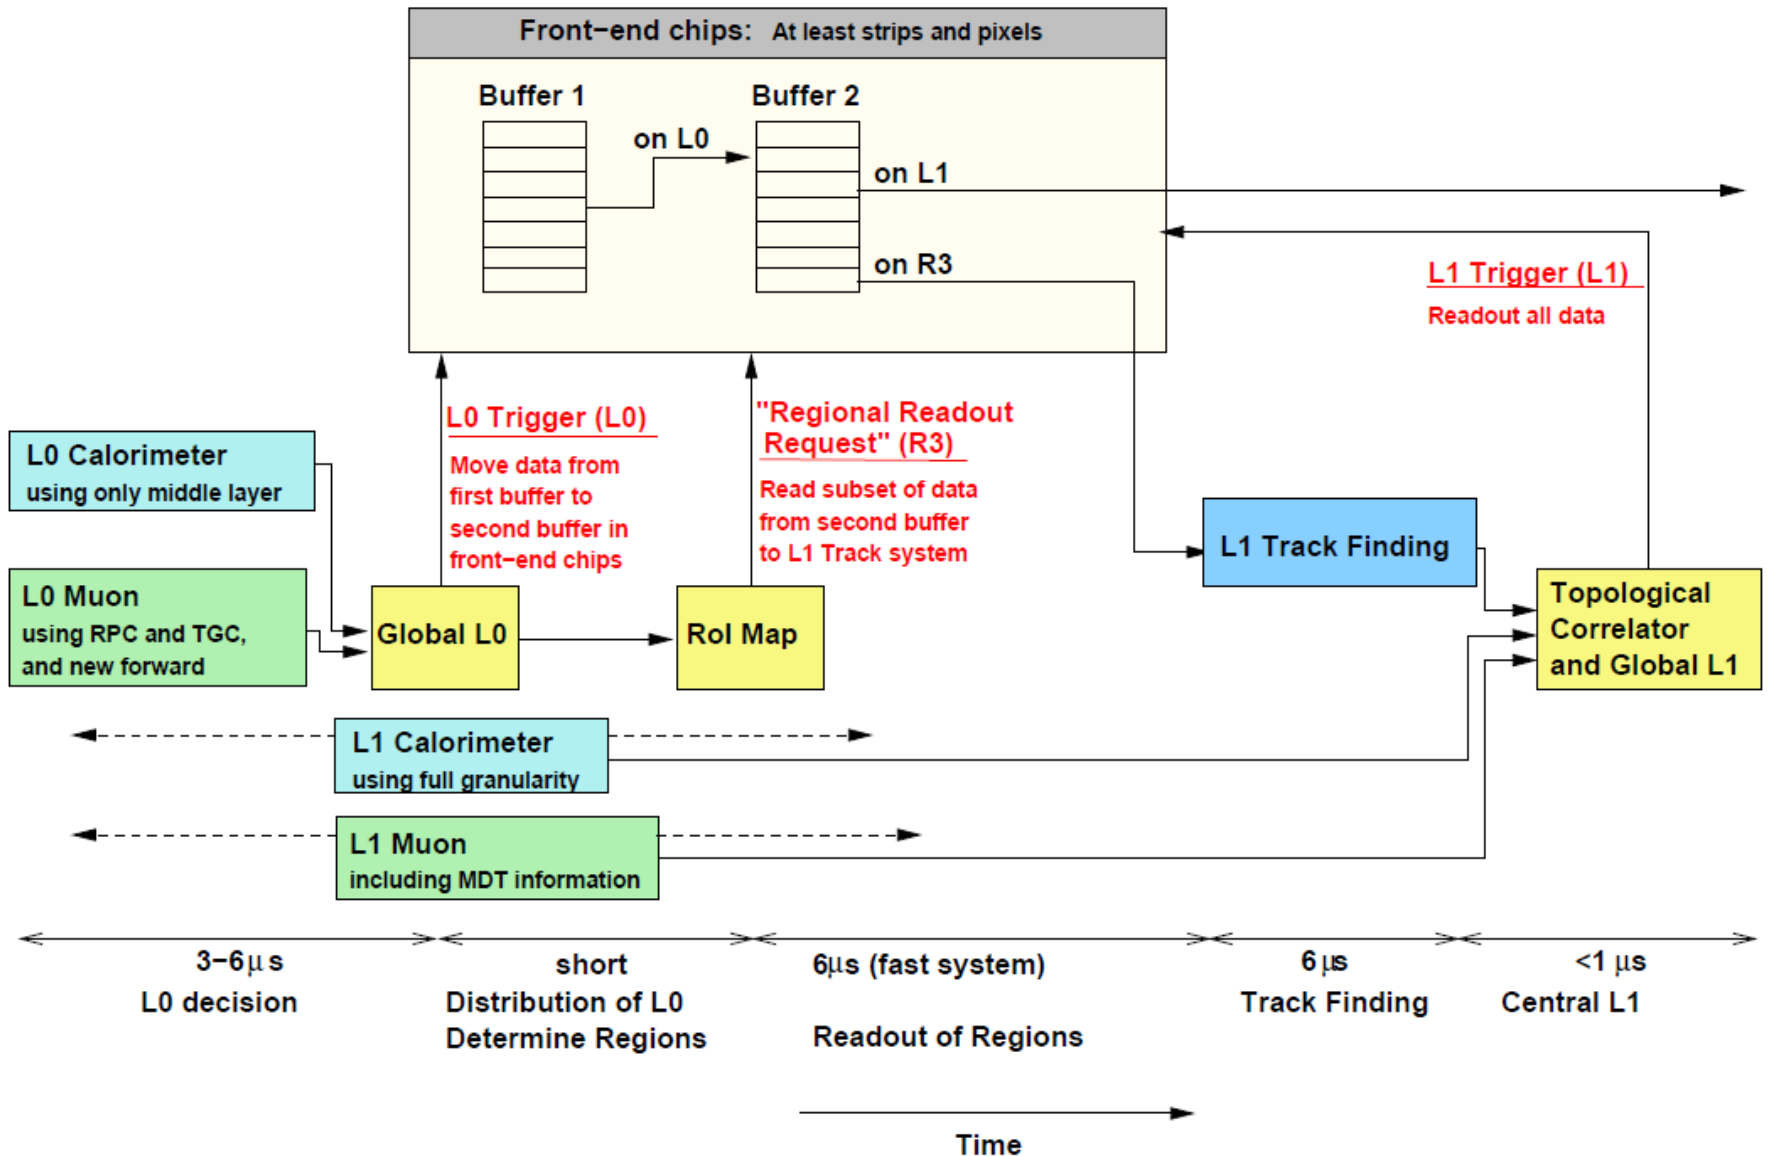 Front−end chips: At least strips and pixels
Buffer 1
Buffer 2
on L0
on L1
on R3
L1 Trigger (L1)
Readout all data
L0 Trigger (L0)
Move data from
first buffer to
second buffer in
front−end chips
"Regional Readout
Request" (R3)
Read subset of data
from second buffer
to L1 Track system
L0 Calorimeter
using only middle layer
L0 Muon
using RPC and TGC,
and new forward
Global L0
RoI Map
L1 Track Finding
Topological
Correlator
and Global L1
L1 Calorimeter
using full granularity
L1 Muon
including MDT information
3−6μs
L0 decision
short
Distribution of L0
Determine Regions
6μs (fast system)
Readout of Regions
6μs
Track Finding
<1 μs
Central L1
Time